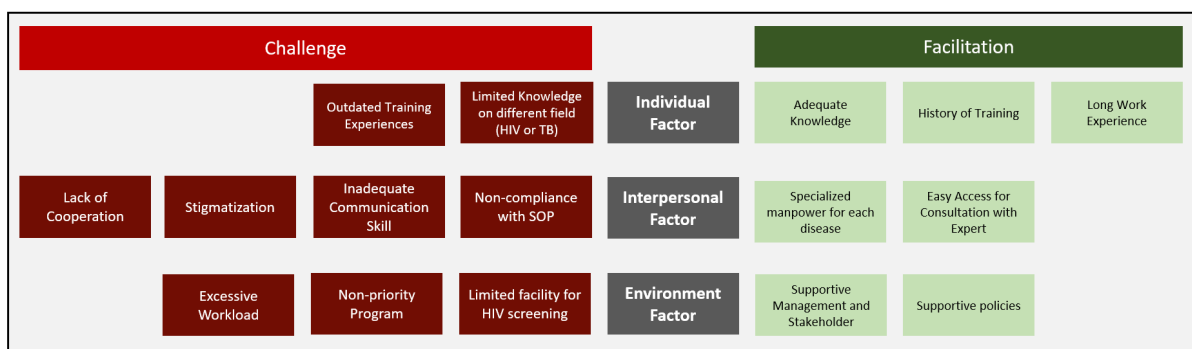 Challenge
Facilitation
Outdated Training
Experiences
Limited Knowledge
on different field
(HIV or TB)
Individual
Factor
Adequate
Knowledge
History of Training
Long Work
Experience
Lack of
Cooperation
Stigmatization
Inadequate
Communication
Skill
Non-compliance
with SOP
Interpersonal
Factor
Specialized
manpower for each
disease
Easy Access for
Consultation with
Expert
Excessive
Workload
Non-priority
Program
Limited facility for
HIV screening
Environment
Factor
Supportive
Management and
Stakeholder
Supportive policies